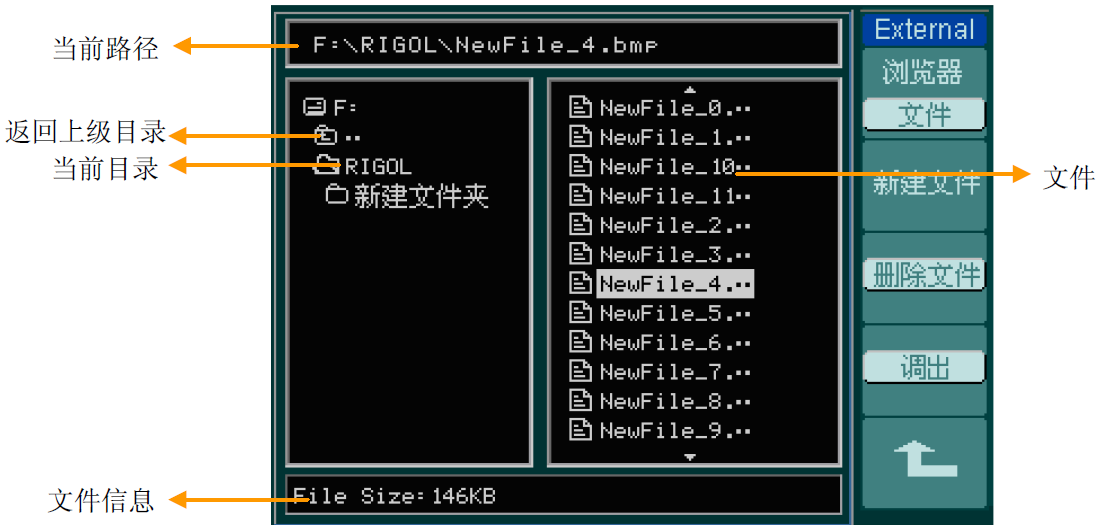 当前路径
F:\RIGOL\NewFile_4.bmp
External
浏览器
文件
新建文件
删除文件
调出
返回上级目录
当前目录
F:
..
RIGOL
新建文件夹
NewFile_0...
NewFile_1...
NewFile_10..
NewFile_11..
NewFile_2...
NewFile_3...
NewFile_4...
NewFile_5...
NewFile_6...
NewFile_7...
NewFile_8...
NewFile_9...
文件
文件信息
File Size: 146KB